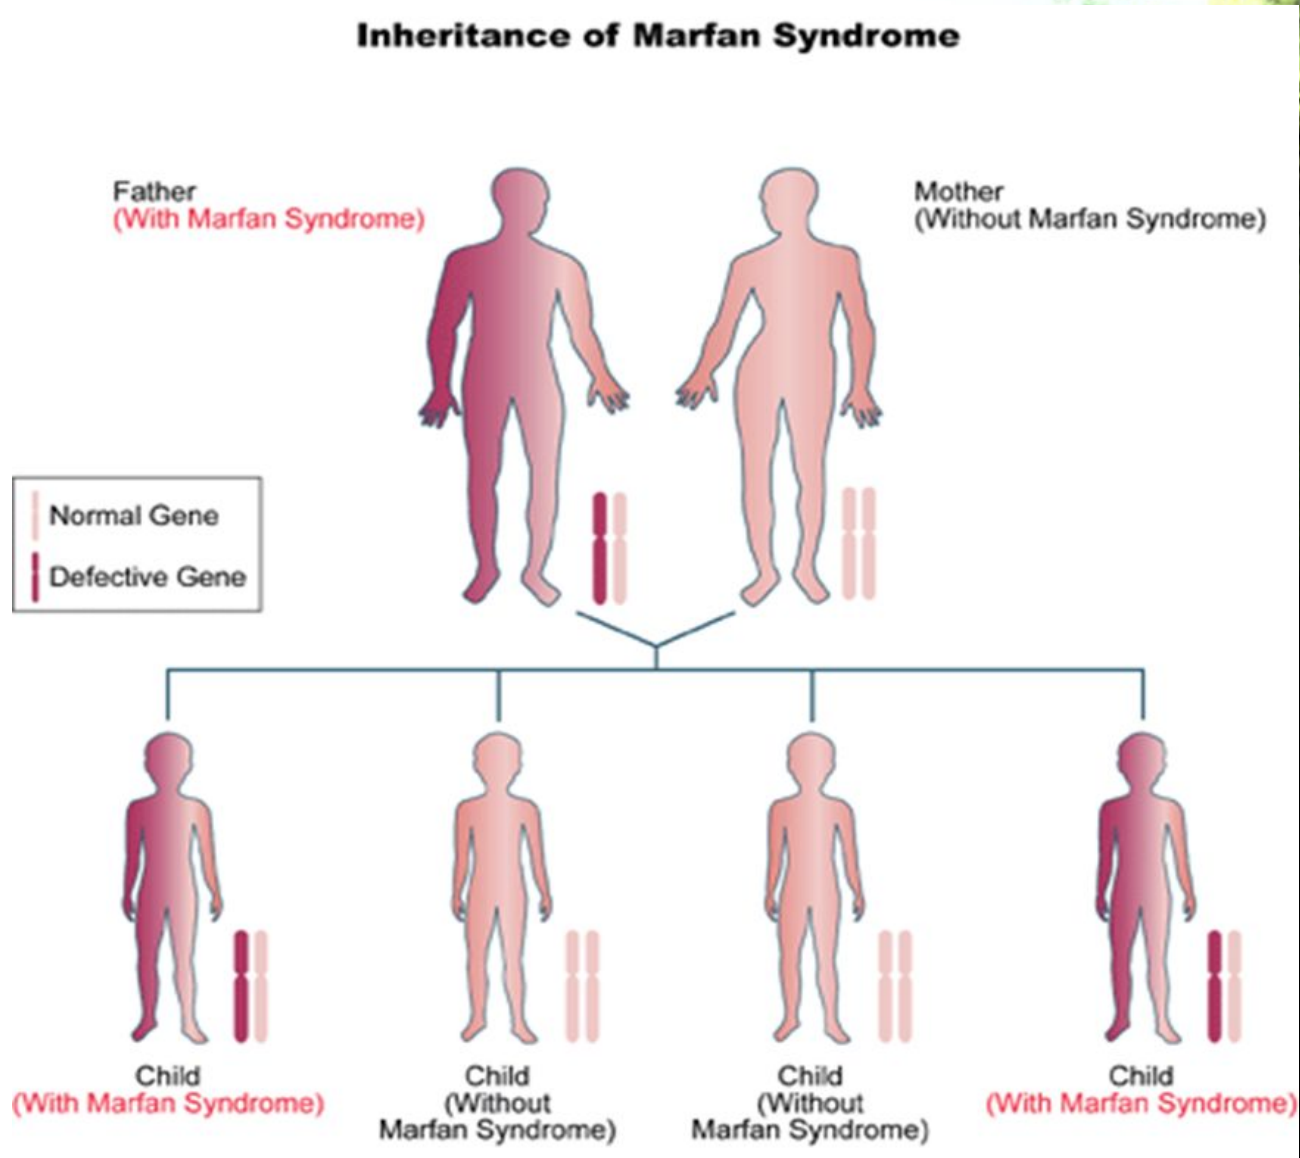 Inheritance of Marfan Syndrome
Father
(With Marfan Syndrome)
Mother
(Without Marfan Syndrome)
Normal Gene
Defective Gene
Child
(With Marfan Syndrome)
Child
(Without
Marfan Syndrome)
Child
(Without
Marfan Syndrome)
Child
(With Marfan Syndrome)